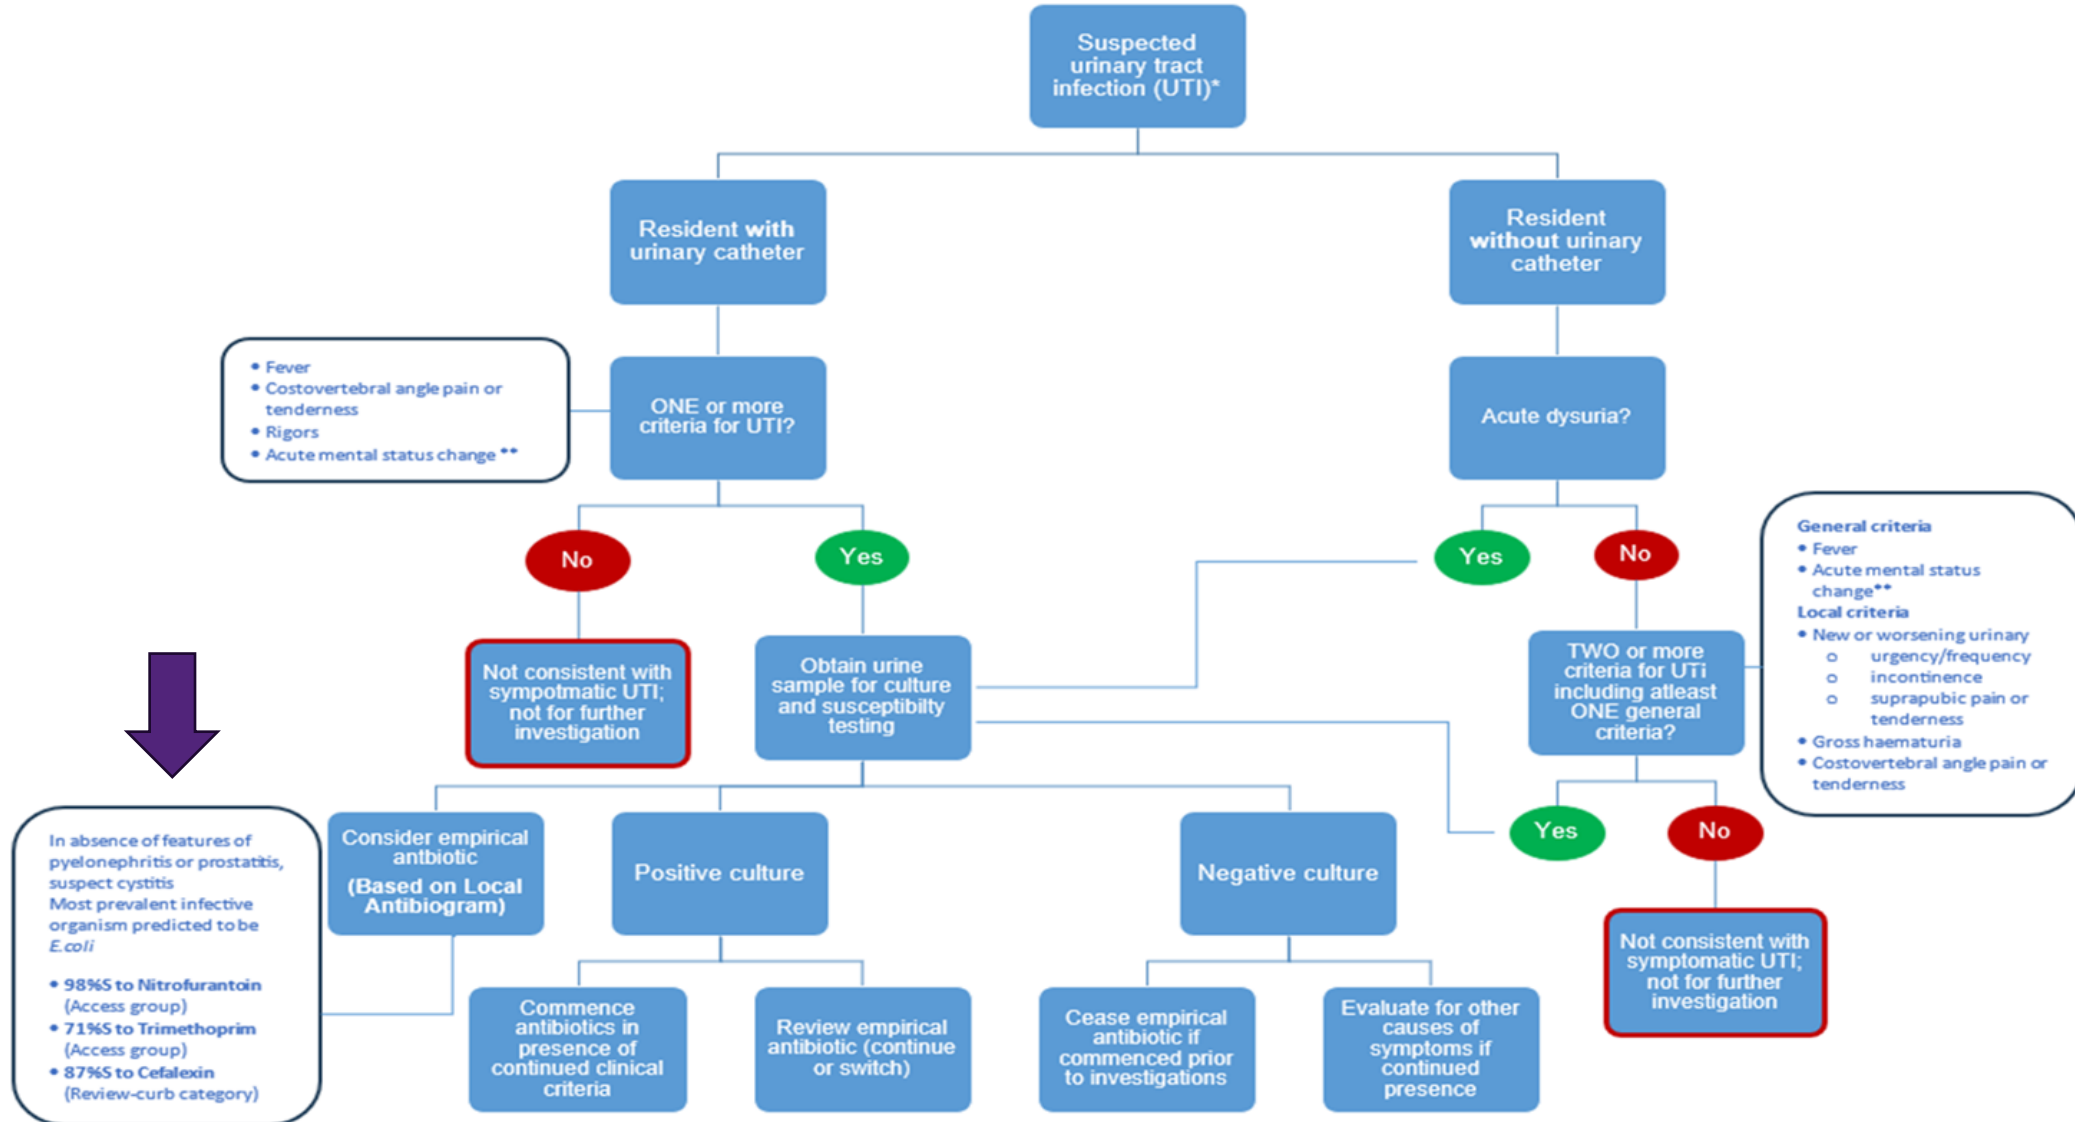 Suspected
urinary tract
infection (UTI)*
Resident with
urinary catheter
Resident
without urinary
catheter
• Fever
• Costovertebral angle pain or
tenderness
• Rigors
• Acute mental status change **
ONE or more
criteria for UTI?
Acute dysuria?
No
Yes
Yes
No
General criteria
• Fever
• Acute mental status
change**
Local criteria
• New or worsening urinary
o urgency/frequency
o incontinence
o suprapubic pain or
tenderness
• Gross haematuria
• Costovertebral angle pain or
tenderness
Not consistent with
sympotmatic UTI;
not for further
investigation
Obtain urine
sample for culture
and susceptibilty
testing
TWO or more
criteria for UTi
including atleast
ONE general
criteria?
Yes
No
In absence of features of
pyelonephritis or prostatitis,
suspect cystitis
Most prevalent infective
organism predicted to be
E.coli
• 98%S to Nitrofurantoin
(Access group)
• 71%S to Trimethoprim
(Access group)
• 87%S to Cefalexin
(Review-curb category)
Consider empirical
antbiotic
(Based on Local
Antibiogram)
Positive culture
Negative culture
Not consistent with
symptomatic UTI;
not for further
investigation
Commence
antibiotics in
presence of
continued clinical
criteria
Review empirical
antibiotic (continue
or switch)
Cease empirical
antibiotic if
commenced prior
to investigations
Evaluate for other
causes of
symptoms if
continued
presence